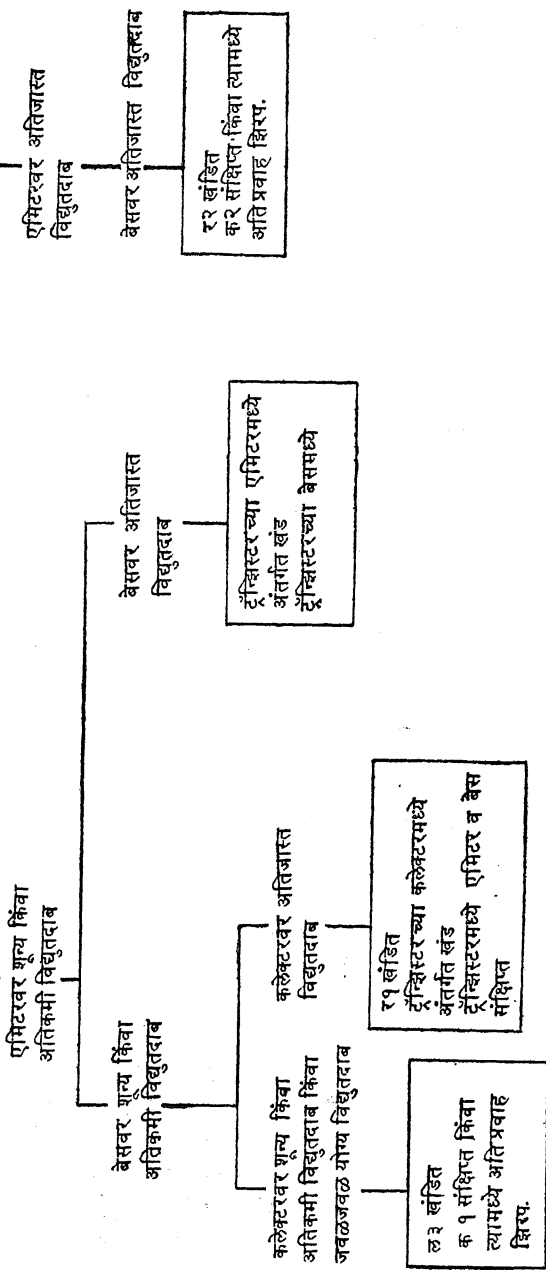 एमिटरवर शून्य किंवा
अतिकमी विद्युतदाब
बेसवर शून्य किंवा
अतिकमी विद्युतदाब
कलेक्टरवर शून्य किंवा
अतिकमी विद्युतदाब किंवा
जवळजवळ योग्य विद्युतदाब
ल३ खंडित
क १ संक्षिप्त किंवा
त्यामध्ये अति प्रवाह
झिरप.
कलेक्टरवर अतिजास्त
विद्युतदाब
र१ खंडित
ट्रॅन्झिस्टरच्या कलेक्टरमध्ये
अंतर्गत खंड
ट्रॅन्झिस्टरमध्ये एमिटर व बेस
संक्षिप्त
बेसवर अतिजास्त
विद्युतदाब
ट्रॅन्झिस्टरच्या एमिटरमध्ये
अंतर्गत खंड
ट्रॅन्झिस्टरच्या बेसमध्ये
एमिटरवर अतिजास्त
विद्युतदाब
बेसवर अतिजास्त विद्युतदाब
र२ खंडित
क२ संक्षिप्त किंवा त्यामध्ये
अति प्रवाह झिरप.